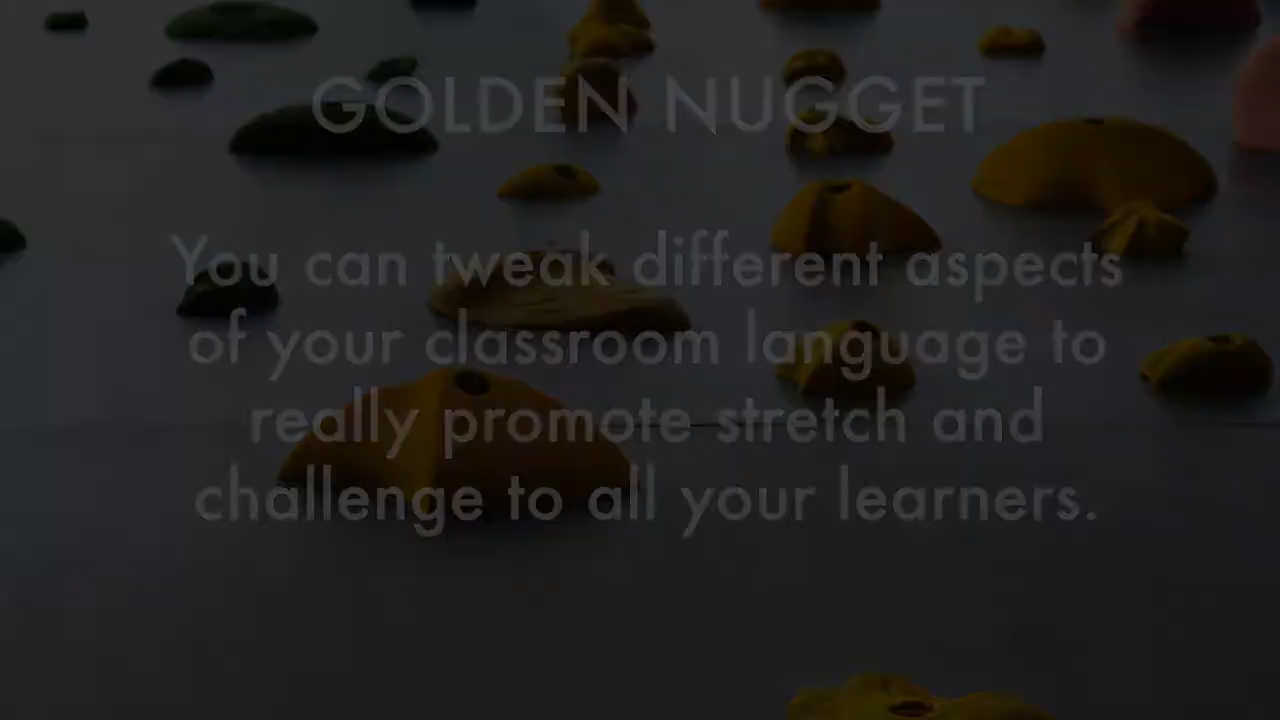 GOLDEN NUGGET
You can tweak different aspects
of your classroom language to
really promote stretch and
challenge to all your learners.